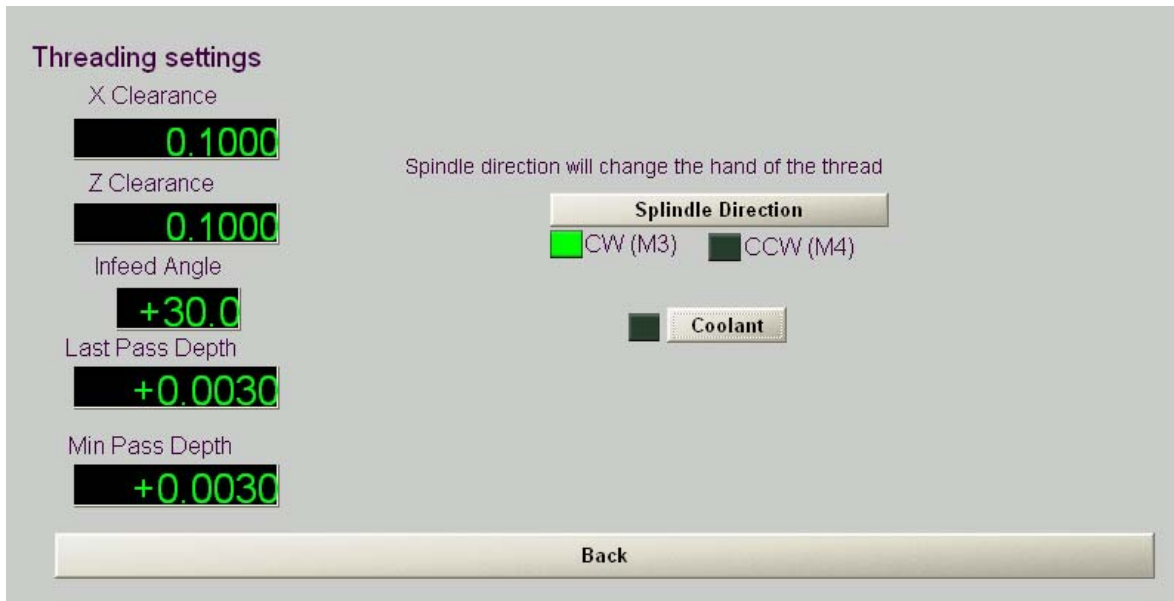 Threading settings
X Clearance
0.1000
Z Clearance
0.1000
Infeed Angle
+30.0
Last Pass Depth
+0.0030
Min Pass Depth
+0.0030
Spindle direction will change the hand of the thread
Splindle Direction
CW (M3) CCW (M4)
Coolant
Back